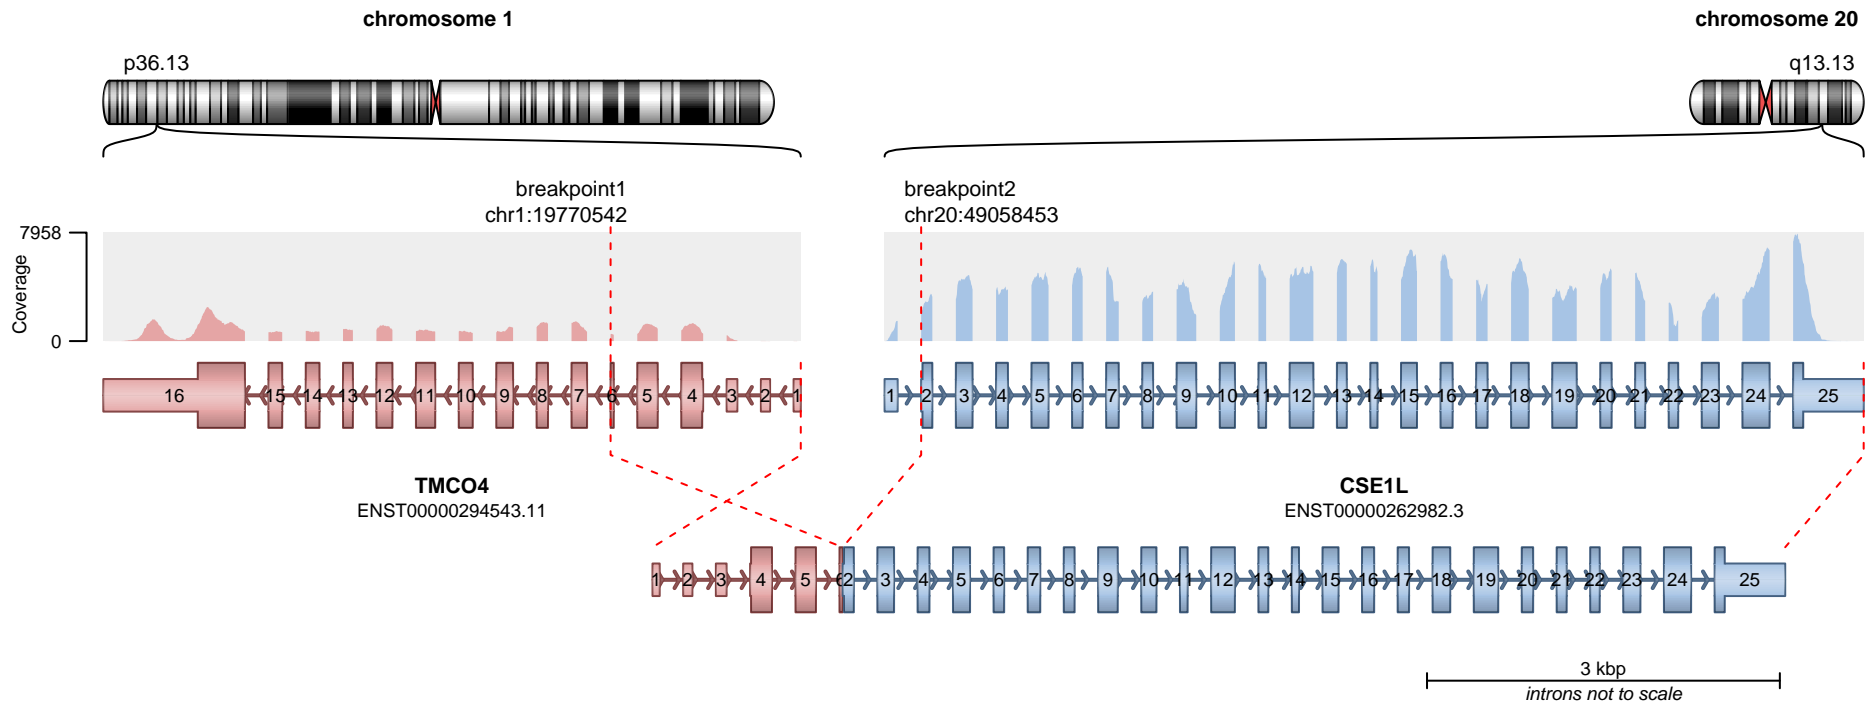 chromosome 1
chromosome 20
p36.13
q13.13
breakpoint1
chr1:19770542
breakpoint2
chr20:49058453
7958
Coverage
0
16 15 14 13 12 11 10 9 8 7 6 5 4 3 2 1
1 2 3 4 5 6 7 8 9 10 11 12 13 14 15 16 17 18 19 20 21 22 23 24 25
TMCO4
ENST00000294543.11
CSE1L
ENST00000262982.3
1 2 3 4 5 6 2 3 4 5 6 7 8 9 10 11 12 13 14 15 16 17 18 19 20 21 22 23 24 25
3 kbp
introns not to scale